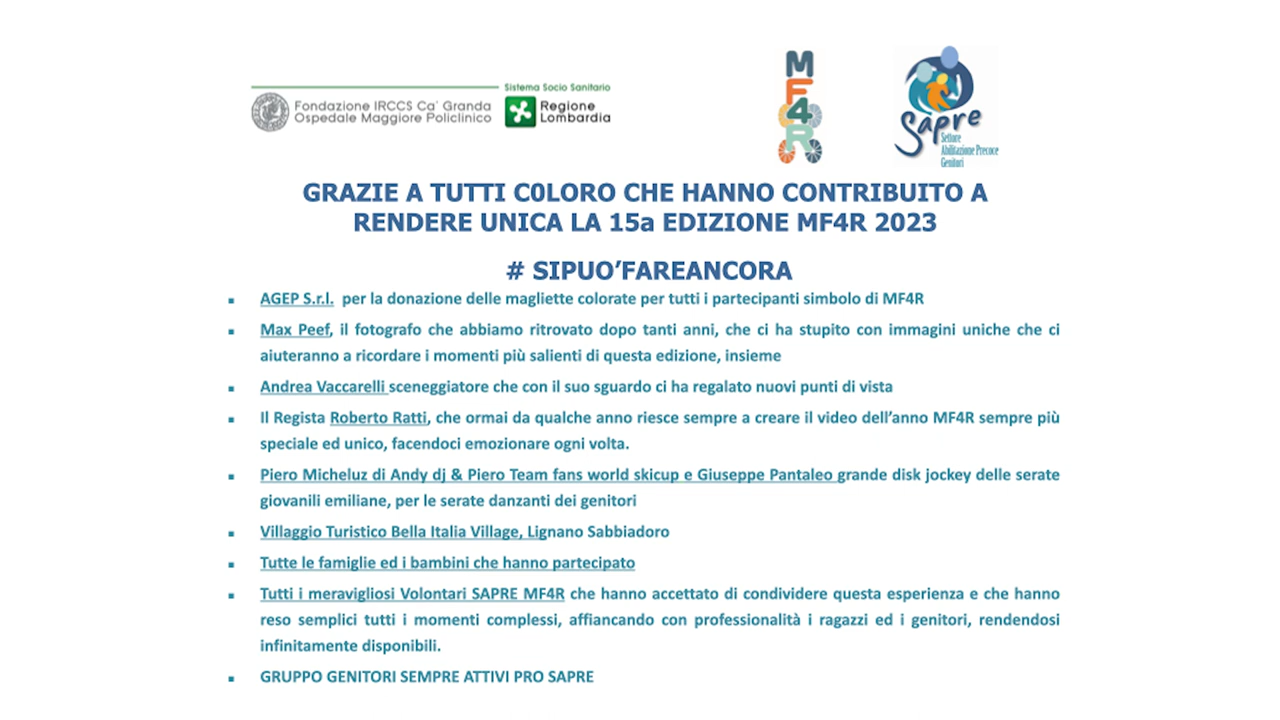 Sistema Socio Sanitario
Fondazione IRCCS Ca' Granda
Ospedale Maggiore Policlinico
Regione
Lombardia
M
F
4
R
Sapre
Settore
Abilitazione Precoce
Genitori
GRAZIE A TUTTI C0LORO CHE HANNO CONTRIBUITO A
RENDERE UNICA LA 15a EDIZIONE MF4R 2023
# SIPUO’FAREANCORA
▪ AGEP S.r.l. per la donazione delle magliette colorate per tutti i partecipanti simbolo di MF4R
▪ Max Peef, il fotografo che abbiamo ritrovato dopo tanti anni, che ci ha stupito con immagini uniche che ci
aiuteranno a ricordare i momenti più salienti di questa edizione, insieme
▪ Andrea Vaccarelli sceneggiatore che con il suo sguardo ci ha regalato nuovi punti di vista
▪ Il Regista Roberto Ratti, che ormai da qualche anno riesce sempre a creare il video dell’anno MF4R sempre più
speciale ed unico, facendoci emozionare ogni volta.
▪ Piero Micheluz di Andy dj & Piero Team fans world skicup e Giuseppe Pantaleo grande disk jockey delle serate
giovanili emiliane, per le serate danzanti dei genitori
▪ Villaggio Turistico Bella Italia Village, Lignano Sabbiadoro
▪ Tutte le famiglie ed i bambini che hanno partecipato
▪ Tutti i meravigliosi Volontari SAPRE MF4R che hanno accettato di condividere questa esperienza e che hanno
reso semplici tutti i momenti complessi, affiancando con professionalità i ragazzi ed i genitori, rendendosi
infinitamente disponibili.
▪ GRUPPO GENITORI SEMPRE ATTIVI PRO SAPRE